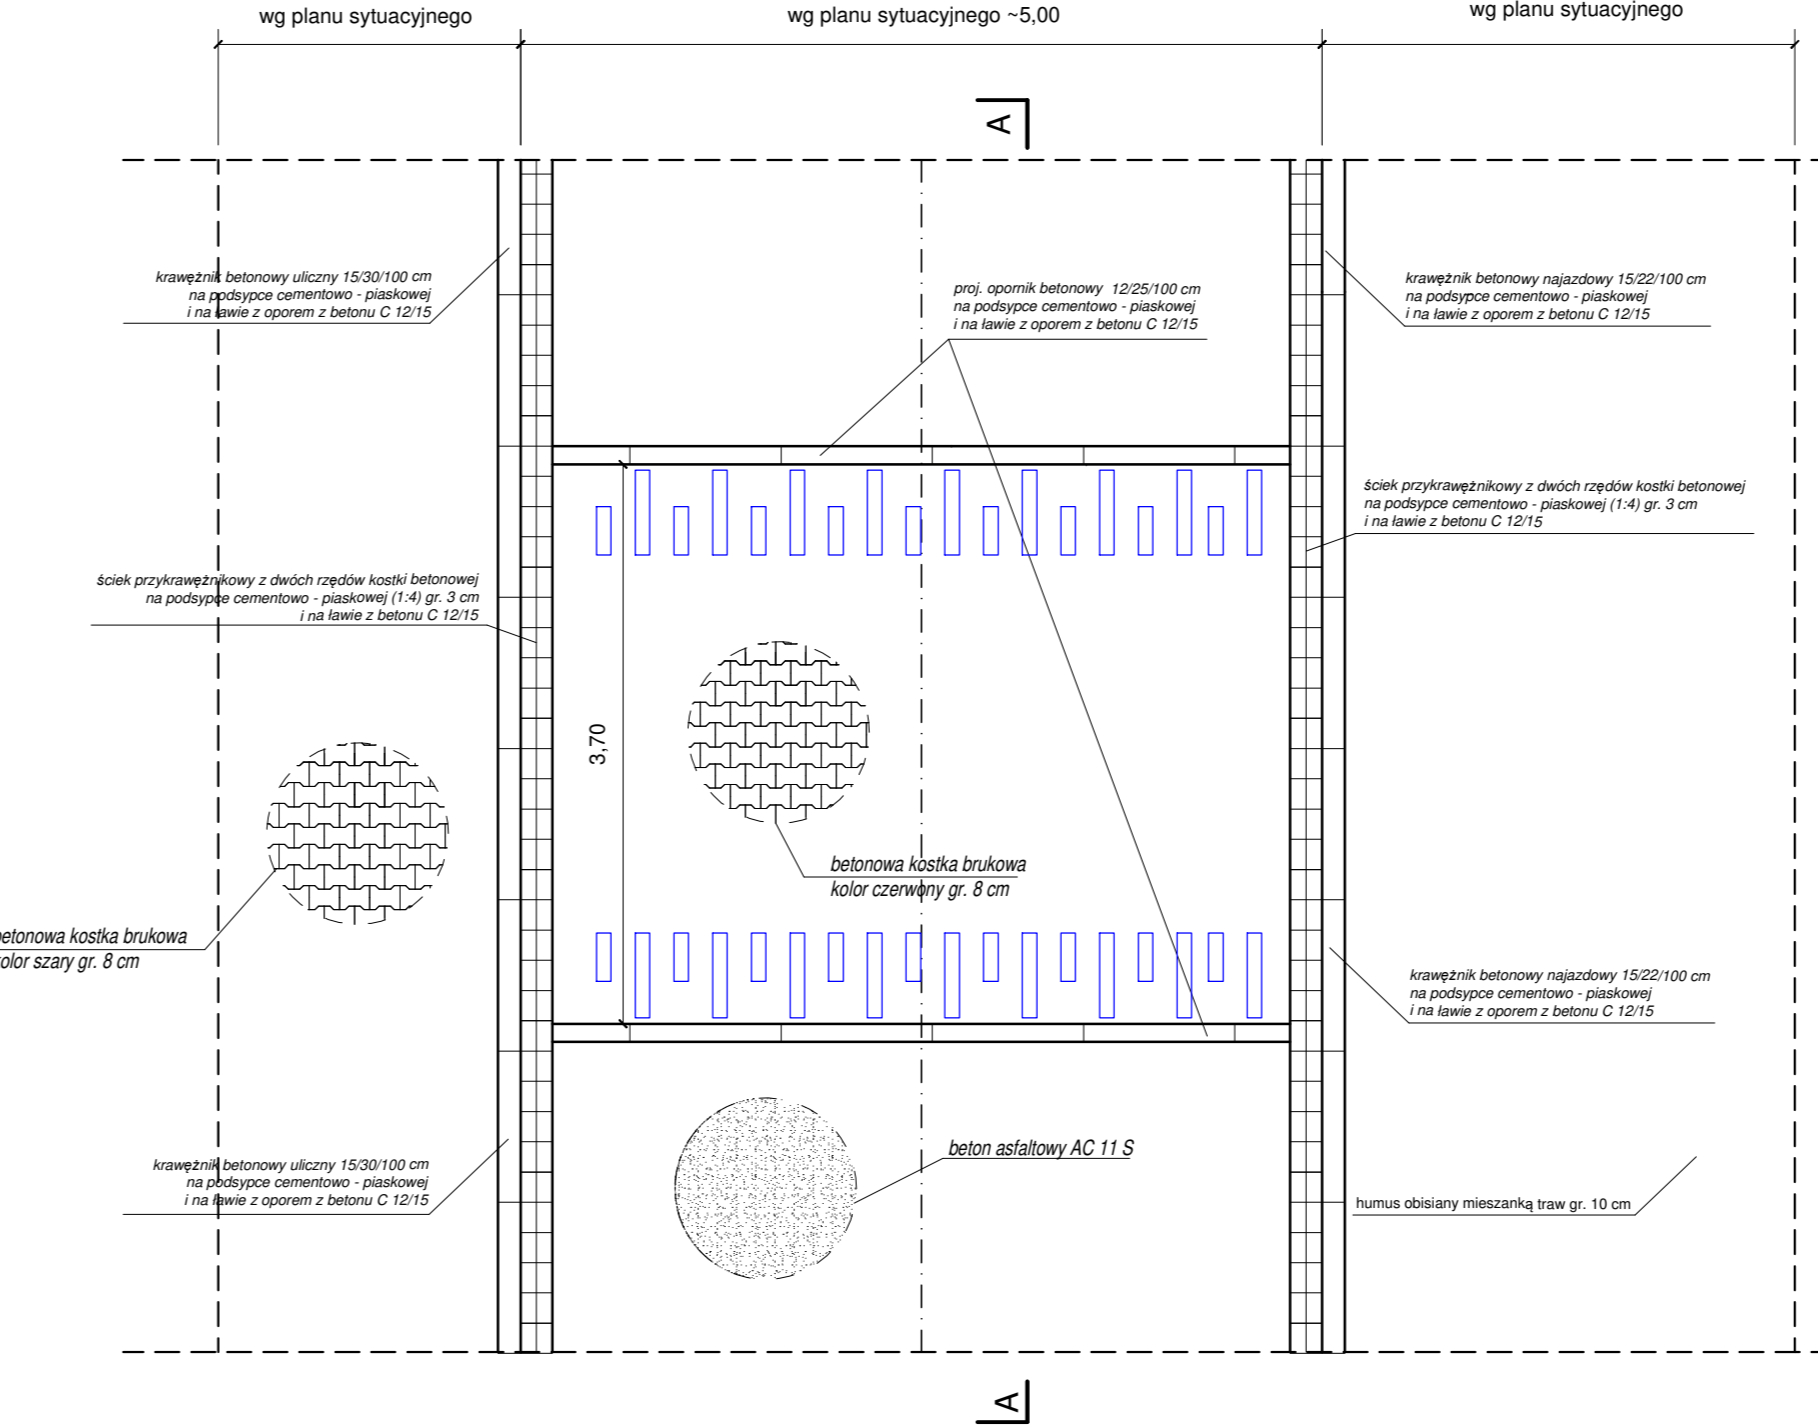 wg planu sytuacyjnego
wg planu sytuacyjnego ~5,00
wg planu sytuacyjnego
A
krawężnik betonowy uliczny 15/30/100 cm
na podsypce cementowo - piaskowej
i na ławie z oporem z betonu C 12/15
proj. opornik betonowy 12/25/100 cm
na podsypce cementowo - piaskowej
i na ławie z oporem z betonu C 12/15
krawężnik betonowy najazdowy 15/22/100 cm
na podsypce cementowo - piaskowej
i na ławie z oporem z betonu C 12/15
ściek przykrawężnikowy z dwóch rzędów kostki betonowej
na podsypce cementowo - piaskowej (1:4) gr. 3 cm
i na ławie z betonu C 12/15
ściek przykrawężnikowy z dwóch rzędów kostki betonowej
na podsypce cementowo - piaskowej (1:4) gr. 3 cm
i na ławie z betonu C 12/15
3,70
betonowa kostka brukowa
kolor czerwony gr. 8 cm
betonowa kostka brukowa
kolor szary gr. 8 cm
krawężnik betonowy najazdowy 15/22/100 cm
na podsypce cementowo - piaskowej
i na ławie z oporem z betonu C 12/15
beton asfaltowy AC 11 S
krawężnik betonowy uliczny 15/30/100 cm
na podsypce cementowo - piaskowej
i na ławie z oporem z betonu C 12/15
humus obisiany mieszanką traw gr. 10 cm
A